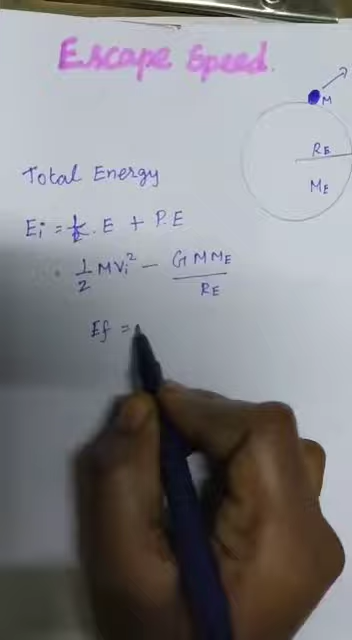 Escape Speed.
M
RE
ME
Total Energy
Ei = K.E + P.E
1/2 MVi² - GMME/RE
Ef =